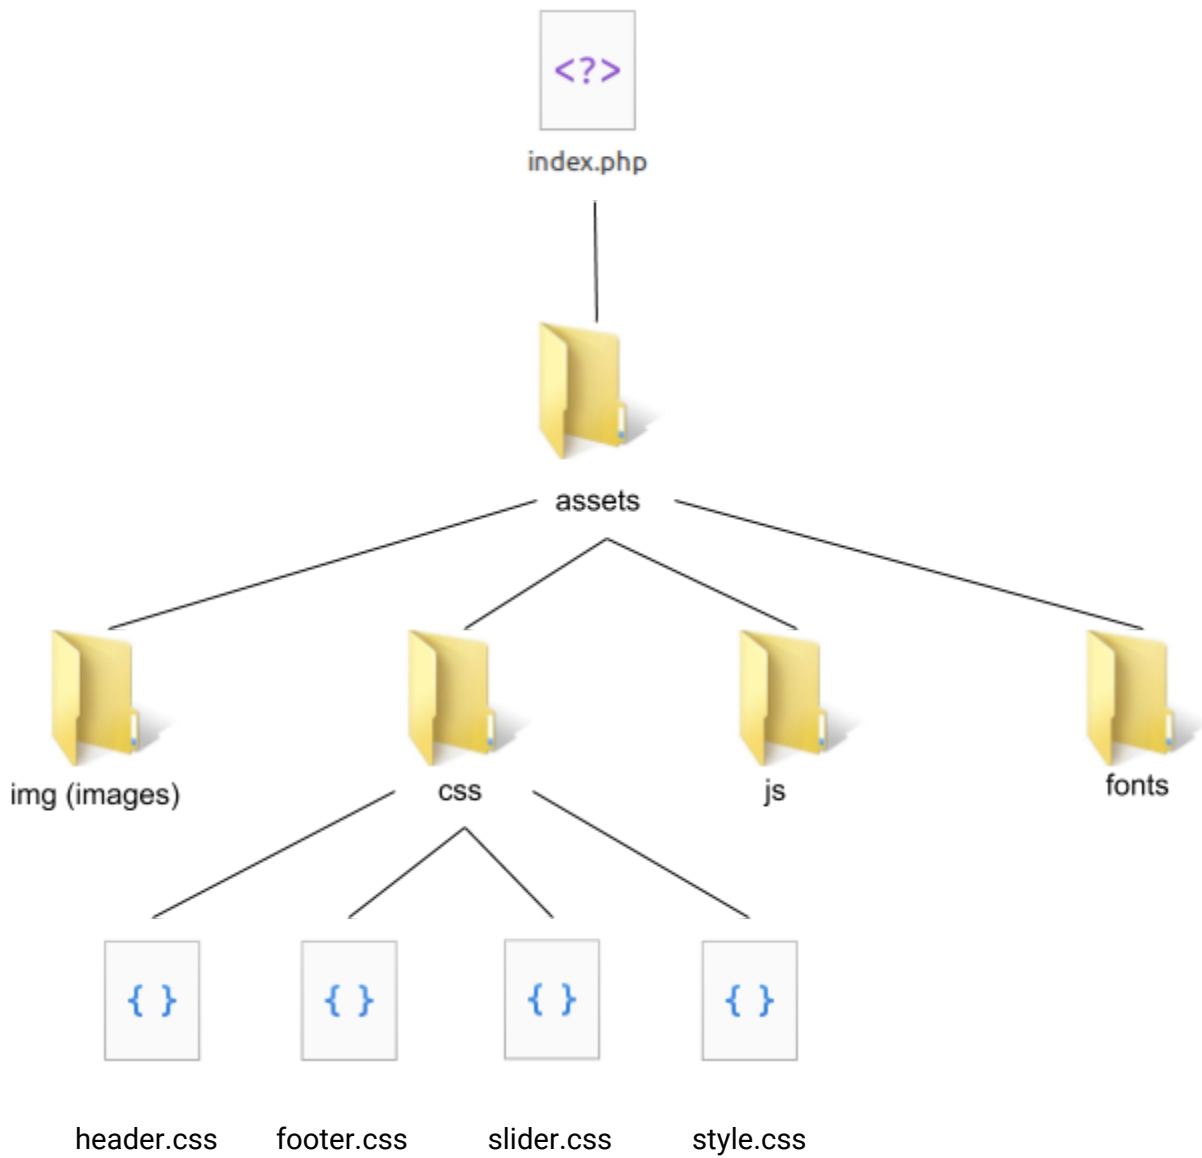 <?>
index.php
assets
img (images)
css
js
fonts
{ }
{ }
{ }
{ }
header.css
footer.css
slider.css
style.css